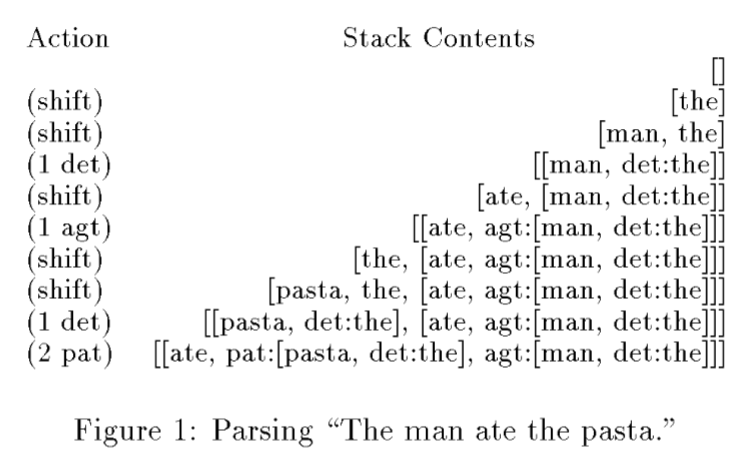 Action Stack Contents
[]
(shift) [the]
(shift) [man, the]
(1 det) [[man, det:the]]
(shift) [ate, [man, det:the]]
(1 agt) [[ate, agt:[man, det:the]]]
(shift) [the, [ate, agt:[man, det:the]]]
(shift) [pasta, the, [ate, agt:[man, det:the]]]
(1 det) [[pasta, det:the], [ate, agt:[man, det:the]]]
(2 pat) [[ate, pat:[pasta, det:the], agt:[man, det:the]]]
Figure 1: Parsing “The man ate the pasta.”